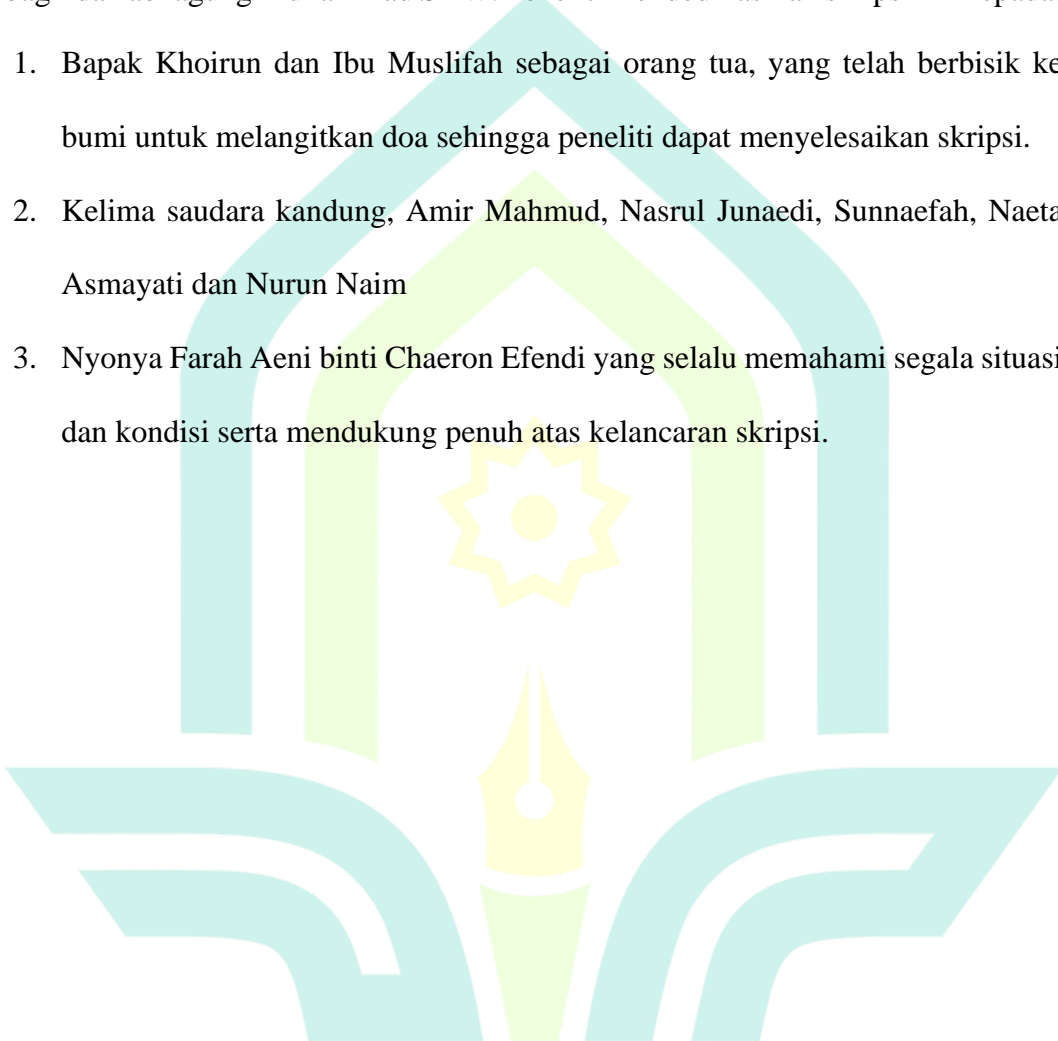 1. Bapak Khoirun dan Ibu Muslifah sebagai orang tua, yang telah berbisik ke
bumi untuk melangitkan doa sehingga peneliti dapat menyelesaikan skripsi.
2. Kelima saudara kandung, Amir Mahmud, Nasrul Junaedi, Sunnaefah, Naeta
Asmayati dan Nurun Naim
3. Nyonya Farah Aeni binti Chaeron Efendi yang selalu memahami segala situasi
dan kondisi serta mendukung penuh atas kelancaran skripsi.